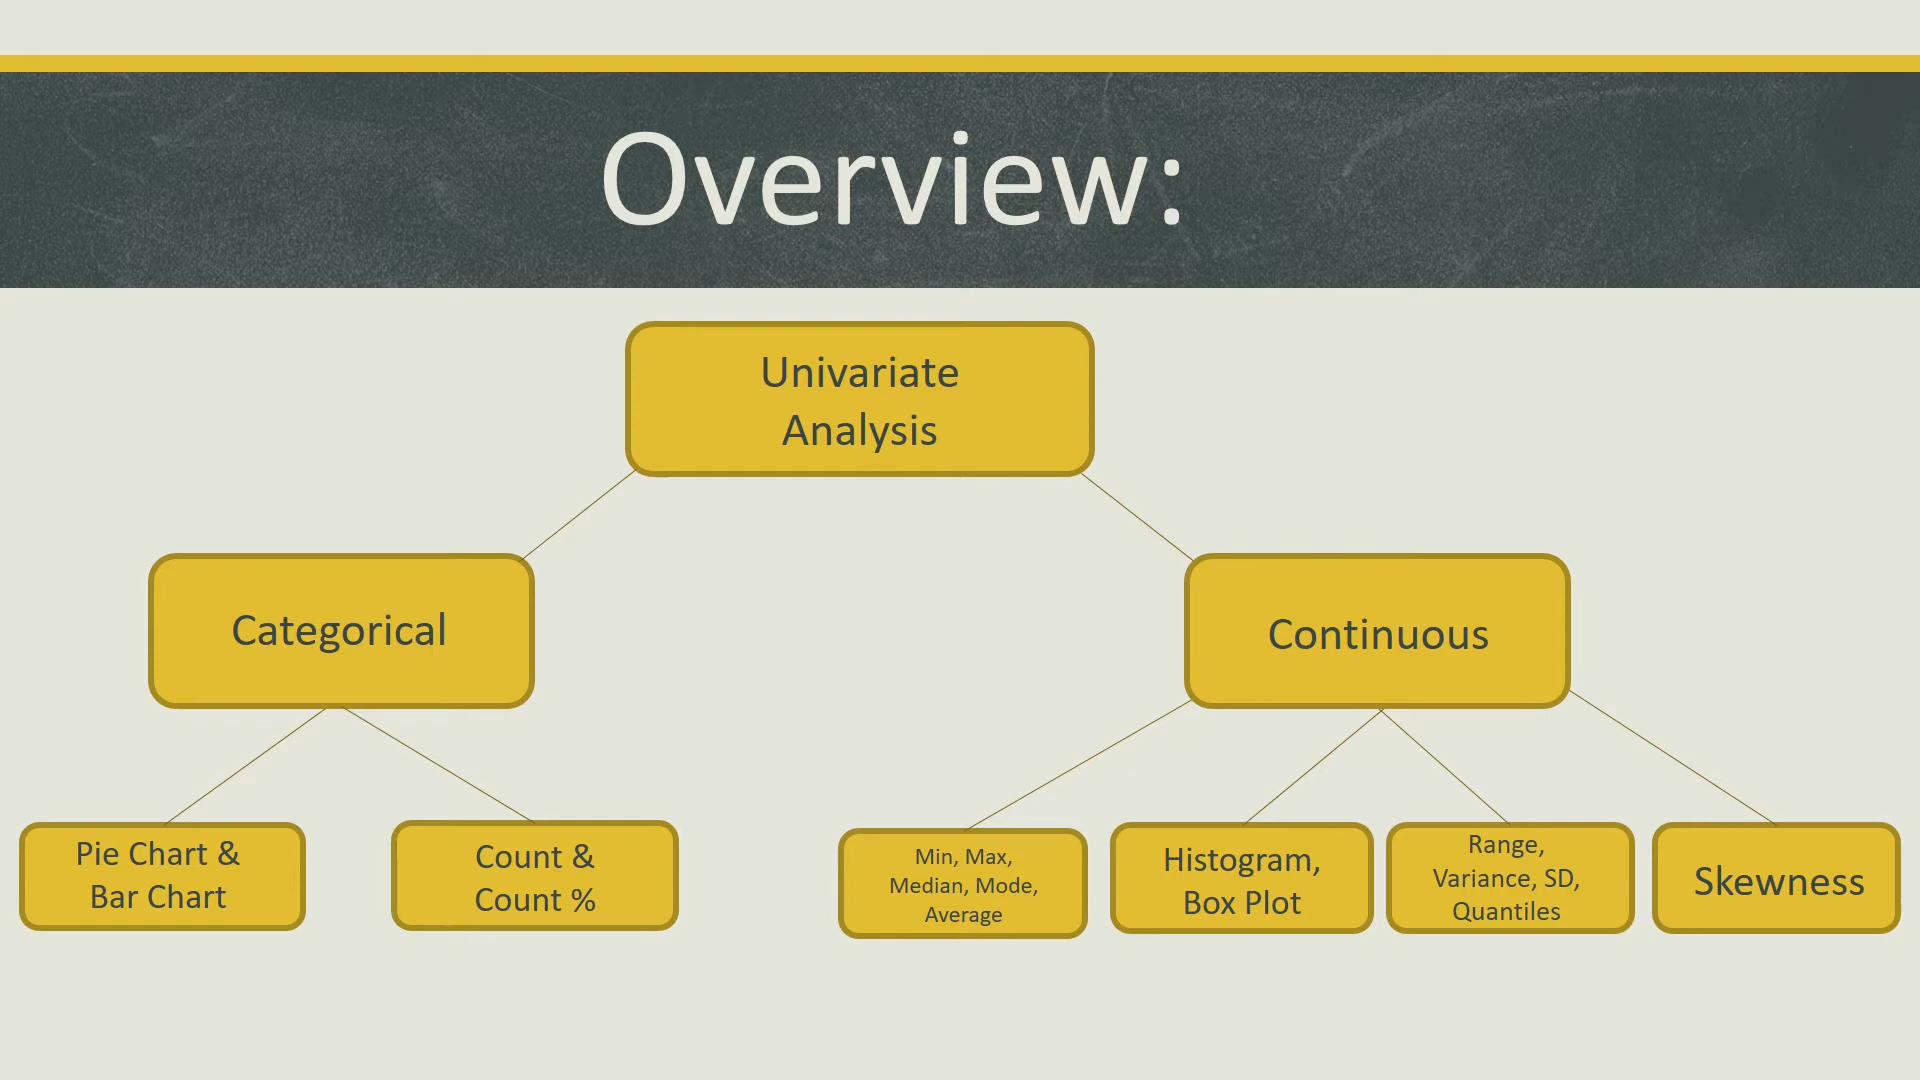 Overview:
Univariate
Analysis
Categorical
Continuous
Pie Chart &
Bar Chart
Count &
Count %
Min, Max,
Median, Mode,
Average
Histogram,
Box Plot
Range,
Variance, SD,
Quantiles
Skewness